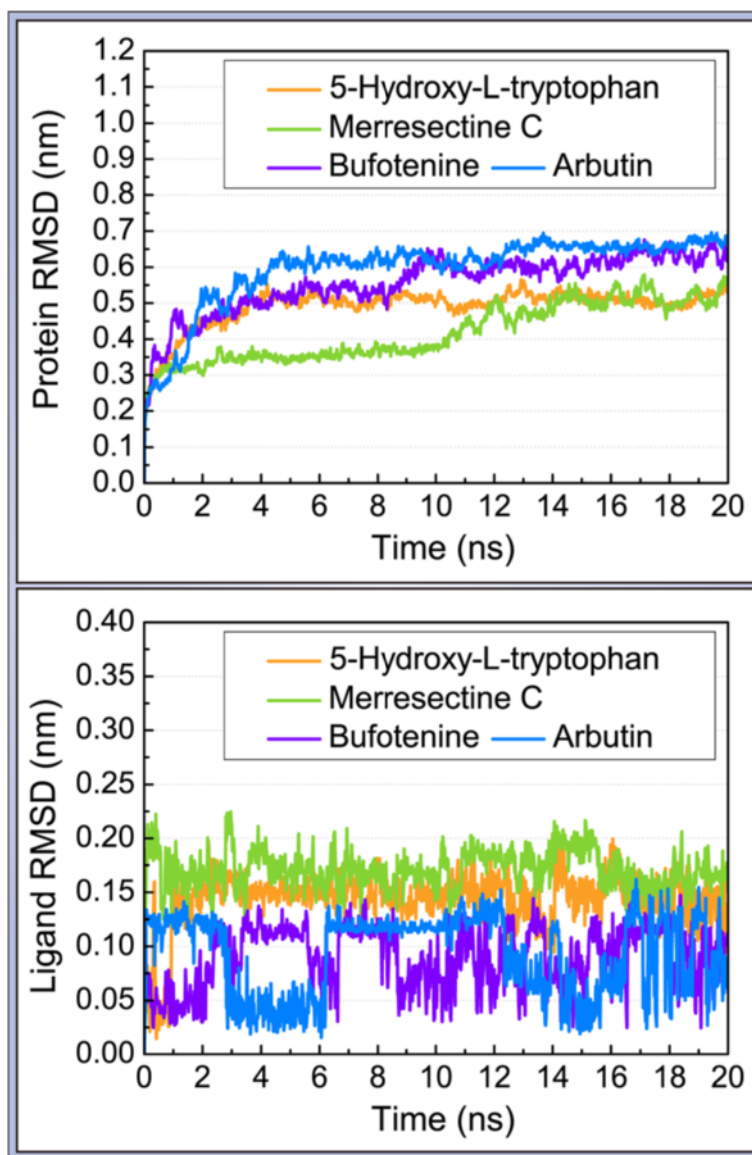 Protein RMSD (nm)
1.2
1.1
1.0
0.9
0.8
0.7
0.6
0.5
0.4
0.3
0.2
0.1
0.0
5-Hydroxy-L-tryptophan
Merresectine C
Bufotenine Arbutin
0 2 4 6 8 10 12 14 16 18 20
Time (ns)
Ligand RMSD (nm)
0.40
0.35
0.30
0.25
0.20
0.15
0.10
0.05
0.00
5-Hydroxy-L-tryptophan
Merresectine C
Bufotenine Arbutin
0 2 4 6 8 10 12 14 16 18 20
Time (ns)